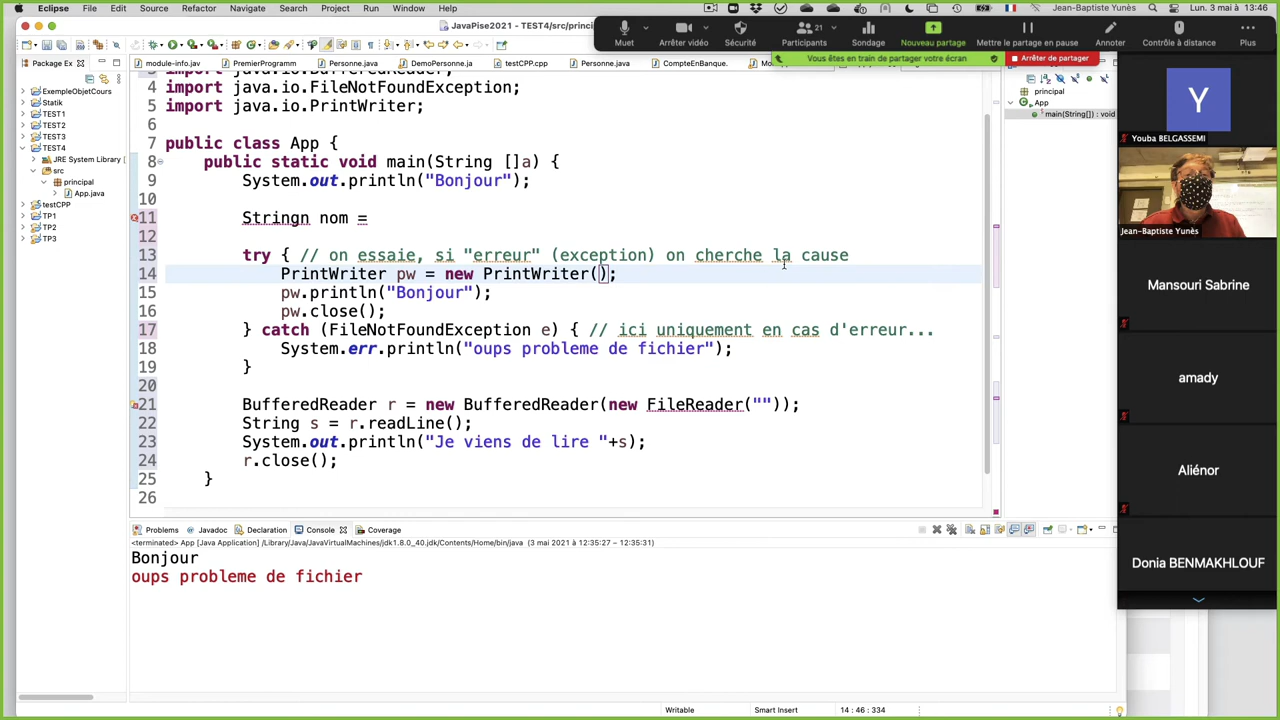 Eclipse File Edit Source Refactor Navigate Search Project Run Window Help Jean-Baptiste Yunès Lun. 3 mai à 13:46
JavaPise2021 - TEST4/src/princ
Muet Arrêter vidéo Sécurité Participants 21 Sondage Nouveau partage Mettre le partage en pause Annoter Contrôle à distance Plus
Vous êtes en train de partager votre écran Arrêter de partager
Package Ex module-info.jav PremierProgramm Personne.java DemoPersonne.ja testCPP.cpp Personne.java CompteEnBanque.
ExempleObjetCours
Statik
TEST1
TEST2
TEST3
TEST4
JRE System Library [
src
principal
App.java
testCPP
TP1
TP2
TP3
3 import java.io.BufferedReader;
4 import java.io.FileNotFoundException;
5 import java.io.PrintWriter;
6
7 public class App {
8 public static void main(String []a) {
9 System.out.println("Bonjour");
10
11 Stringn nom =
12
13 try { // on essaie, si "erreur" (exception) on cherche la cause
14 PrintWriter pw = new PrintWriter();
15 pw.println("Bonjour");
16 pw.close();
17 } catch (FileNotFoundException e) { // ici uniquement en cas d'erreur...
18 System.err.println("oups probleme de fichier");
19 }
20
21 BufferedReader r = new BufferedReader(new FileReader(""));
22 String s = r.readLine();
23 System.out.println("Je viens de lire "+s);
24 r.close();
25 }
26
principal
App
main(String[]) : void
Problems Javadoc Declaration Console Coverage
<terminated> App [Java Application] /Library/Java/JavaVirtualMachines/jdk1.8.0_40.jdk/Contents/Home/bin/java (3 mai 2021 à 12:35:27 – 12:35:31)
Bonjour
oups probleme de fichier
Writable Smart Insert 14 : 46 : 334
Y
Youba BELGASSEMI
Jean-Baptiste Yunès
Mansouri Sabrine
amady
Aliénor
Donia BENMAKHLOUF